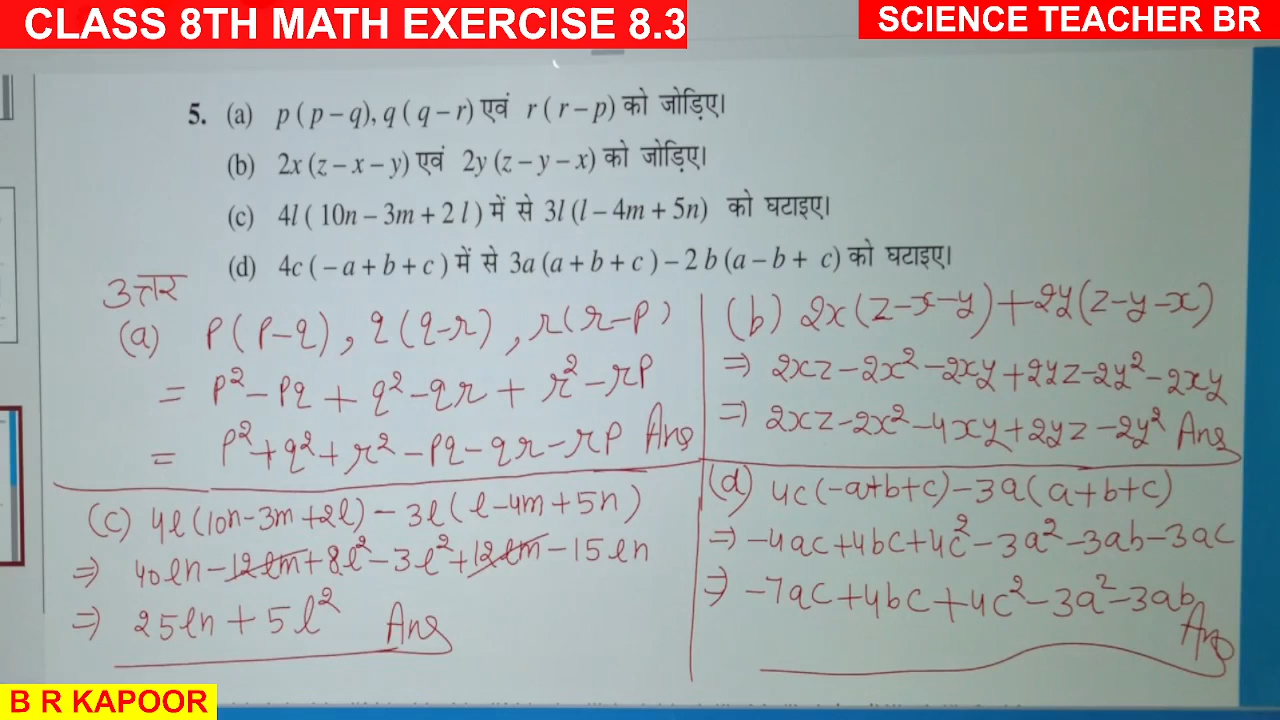 CLASS 8TH MATH EXERCISE 8.3
SCIENCE TEACHER BR
5. (a) p(p−q), q(q−r) एवं r(r−p) को जोड़िए।
(b) 2x(z−x−y) एवं 2y(z−y−x) को जोड़िए।
(c) 4l(10n−3m+2l) में से 3l(l−4m+5n) को घटाइए।
(d) 4c(−a+b+c) में से 3a(a+b+c)−2b(a−b+c) को घटाइए।
उत्तर
(a) P(P-q), q(q-r), r(r-P)
= P²-Pq+q²-qr+r²-rP
= P²+q²+r²-Pq-qr-rP Ans
(b) 2x(z-x-y)+2y(z-y-x)
⇒ 2xz-2x²-2xy+2yz-2y²-2xy
⇒ 2xz-2x²-4xy+2yz-2y² Ans
(c) 4l(10n-3m+2l)-3l(l-4m+5n)
⇒ 40ln-12lm+8l²-3l²+12lm-15ln
⇒ 25ln+5l² Ans
(d) 4c(-a+b+c)-3a(a+b+c)
⇒ -4ac+4bc+4c²-3a²-3ab-3ac
⇒ -7ac+4bc+4c²-3a²-3ab
Ans
B R KAPOOR